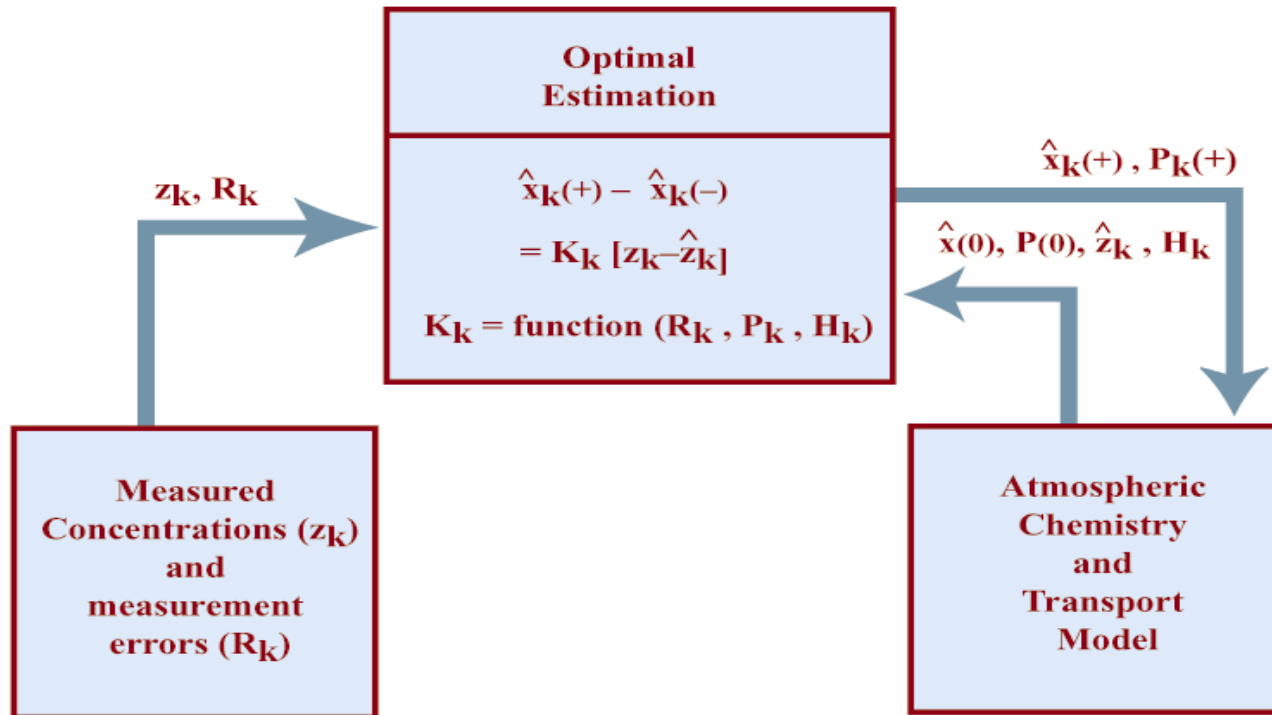 Optimal
Estimation
x̂k(+) – x̂k(–)
= Kk [zk–ẑk]
Kk = function (Rk , Pk , Hk)
zk, Rk
x̂k(+) , Pk(+)
x̂(0), P(0), ẑk , Hk
Measured
Concentrations (zk)
and
measurement
errors (Rk)
Atmospheric
Chemistry
and
Transport
Model